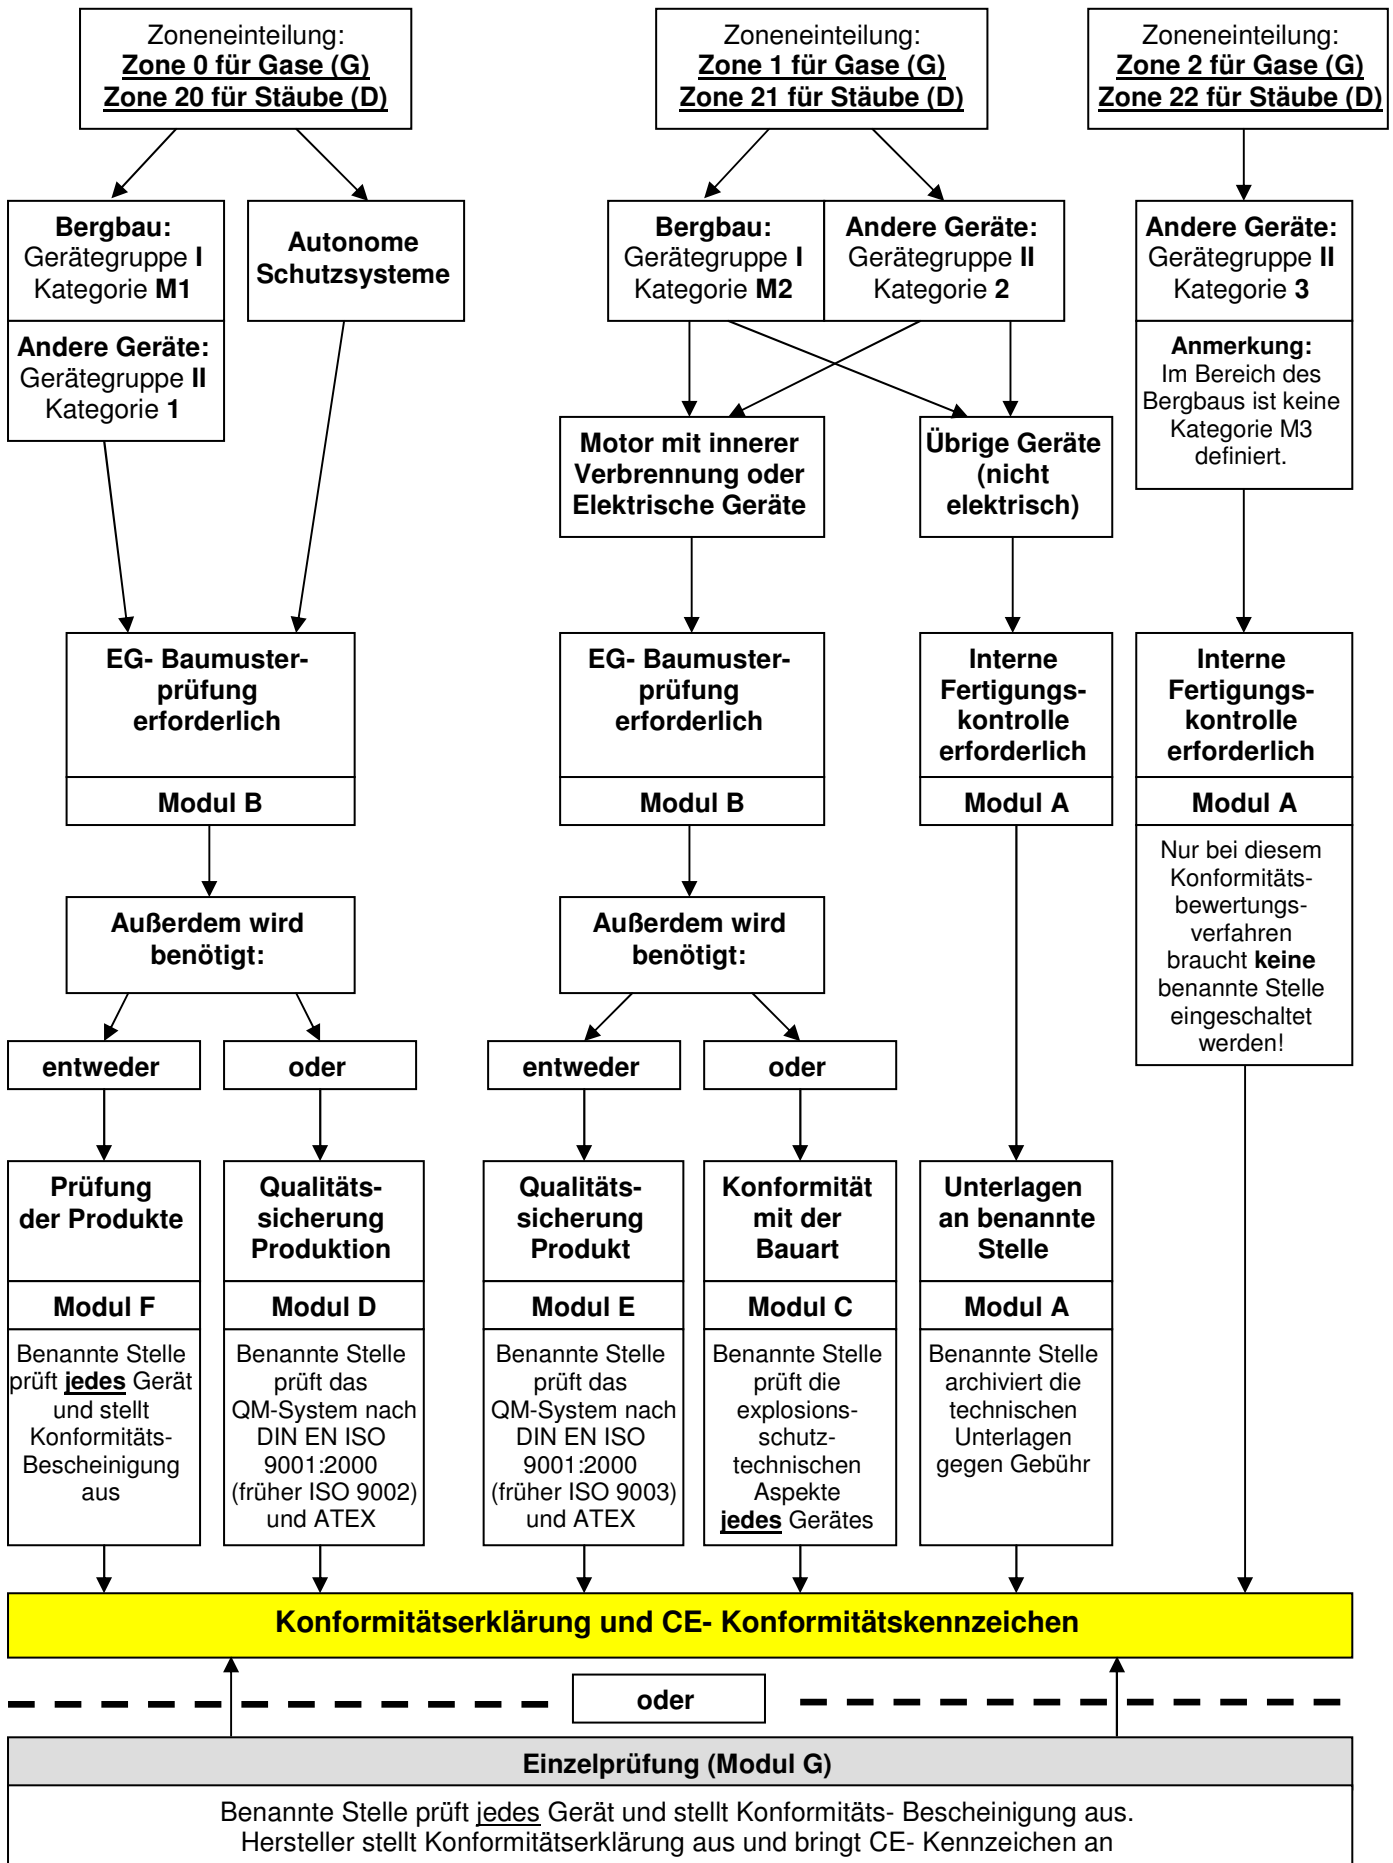 Zoneneinteilung:
Zone 0 für Gase (G)
Zone 20 für Stäube (D)
Zoneneinteilung:
Zone 1 für Gase (G)
Zone 21 für Stäube (D)
Zoneneinteilung:
Zone 2 für Gase (G)
Zone 22 für Stäube (D)
Bergbau:
Gerätegruppe I
Kategorie M1
Andere Geräte:
Gerätegruppe II
Kategorie 1
Autonome
Schutzsysteme
Bergbau:
Gerätegruppe I
Kategorie M2
Andere Geräte:
Gerätegruppe II
Kategorie 2
Andere Geräte:
Gerätegruppe II
Kategorie 3
Anmerkung:
Im Bereich des
Bergbaus ist keine
Kategorie M3
definiert.
Motor mit innerer
Verbrennung oder
Elektrische Geräte
Übrige Geräte
(nicht
elektrisch)
EG- Baumuster-
prüfung
erforderlich
Modul B
EG- Baumuster-
prüfung
erforderlich
Modul B
Interne
Fertigungs-
kontrolle
erforderlich
Modul A
Interne
Fertigungs-
kontrolle
erforderlich
Modul A
Nur bei diesem
Konformitäts-
bewertungs-
verfahren
braucht keine
benannte Stelle
eingeschaltet
werden!
Außerdem wird
benötigt:
Außerdem wird
benötigt:
entweder
oder
entweder
oder
Prüfung
der Produkte
Modul F
Benannte Stelle
prüft jedes Gerät
und stellt
Konformitäts-
Bescheinigung
aus
Qualitäts-
sicherung
Produktion
Modul D
Benannte Stelle
prüft das
QM-System nach
DIN EN ISO
9001:2000
(früher ISO 9002)
und ATEX
Qualitäts-
sicherung
Produkt
Modul E
Benannte Stelle
prüft das
QM-System nach
DIN EN ISO
9001:2000
(früher ISO 9003)
und ATEX
Konformität
mit der
Bauart
Modul C
Benannte Stelle
prüft die
explosions-
schutz-
technischen
Aspekte
jedes Gerätes
Unterlagen
an benannte
Stelle
Modul A
Benannte Stelle
archiviert die
technischen
Unterlagen
gegen Gebühr
Konformitätserklärung und CE- Konformitätskennzeichen
oder
Einzelprüfung (Modul G)
Benannte Stelle prüft jedes Gerät und stellt Konformitäts- Bescheinigung aus.
Hersteller stellt Konformitätserklärung aus und bringt CE- Kennzeichen an